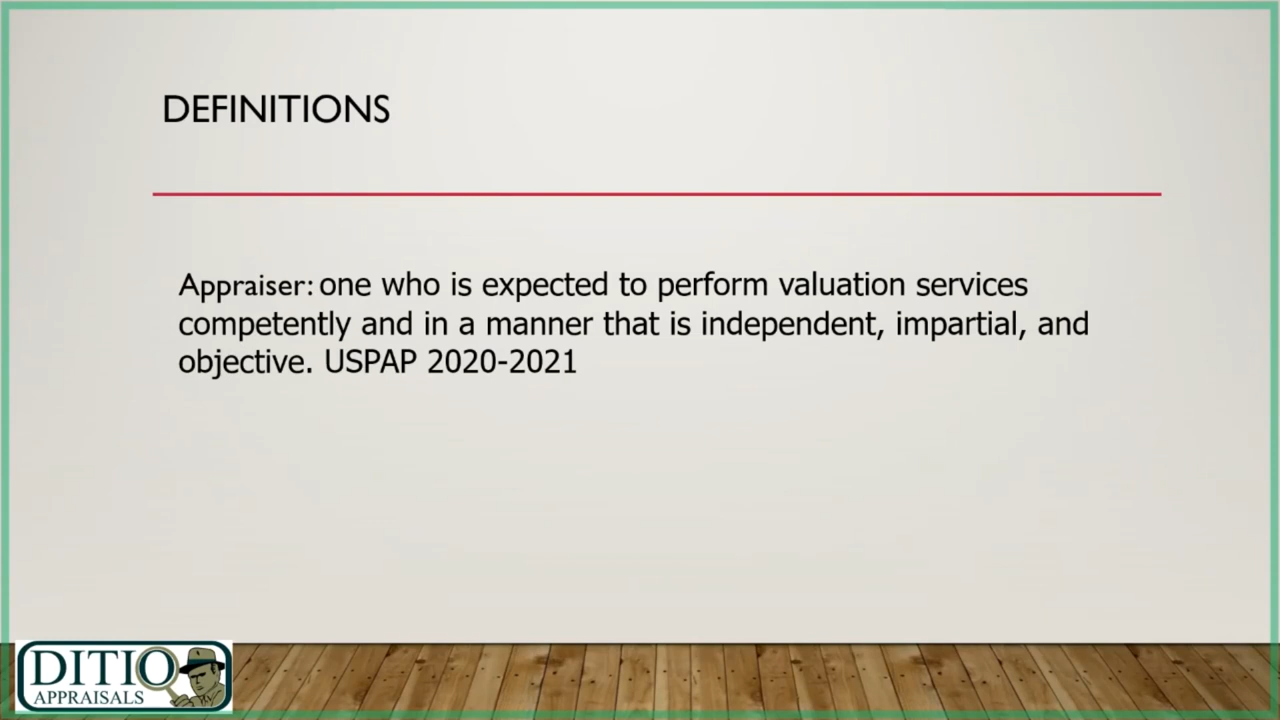 DEFINITIONS
Appraiser: one who is expected to perform valuation services
competently and in a manner that is independent, impartial, and
objective. USPAP 2020-2021
DITIO
APPRAISALS